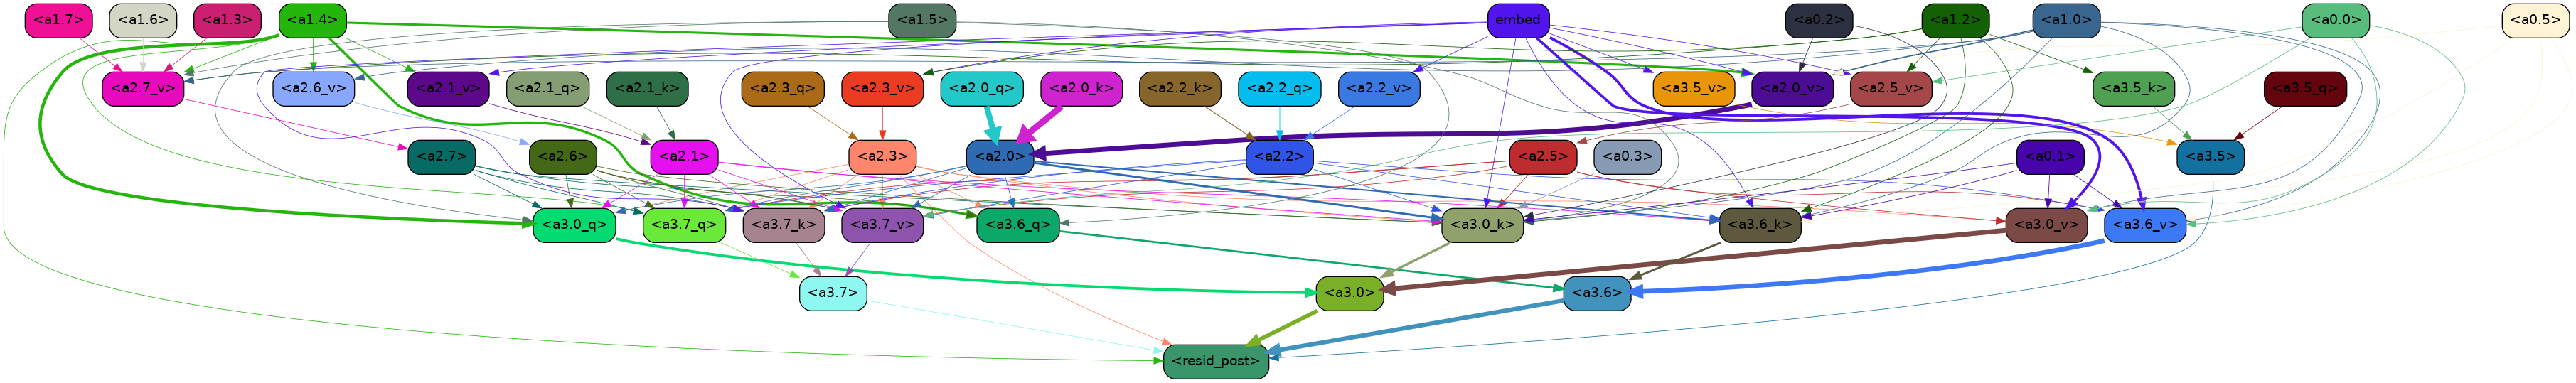 <a1.7> <a1.6> <a1.3> <a1.4> <a1.5> embed <a0.2> <a1.2> <a1.0> <a0.0> <a0.5>
<a2.7_v> <a2.6_v> <a2.1_v> <a2.1_q> <a2.1_k> <a2.3_q> <a2.3_v> <a2.0_q> <a2.0_k> <a2.2_k> <a2.2_q> <a2.2_v> <a3.5_v> <a2.0_v> <a2.5_v> <a3.5_k> <a3.5_q>
<a2.7> <a2.6> <a2.1> <a2.3> <a2.0> <a2.2> <a2.5> <a0.3> <a0.1> <a3.5>
<a3.0_q> <a3.7_q> <a3.7_k> <a3.7_v> <a3.6_q> <a3.0_k> <a3.6_k> <a3.0_v> <a3.6_v>
<a3.7> <a3.0> <a3.6>
<resid_post>